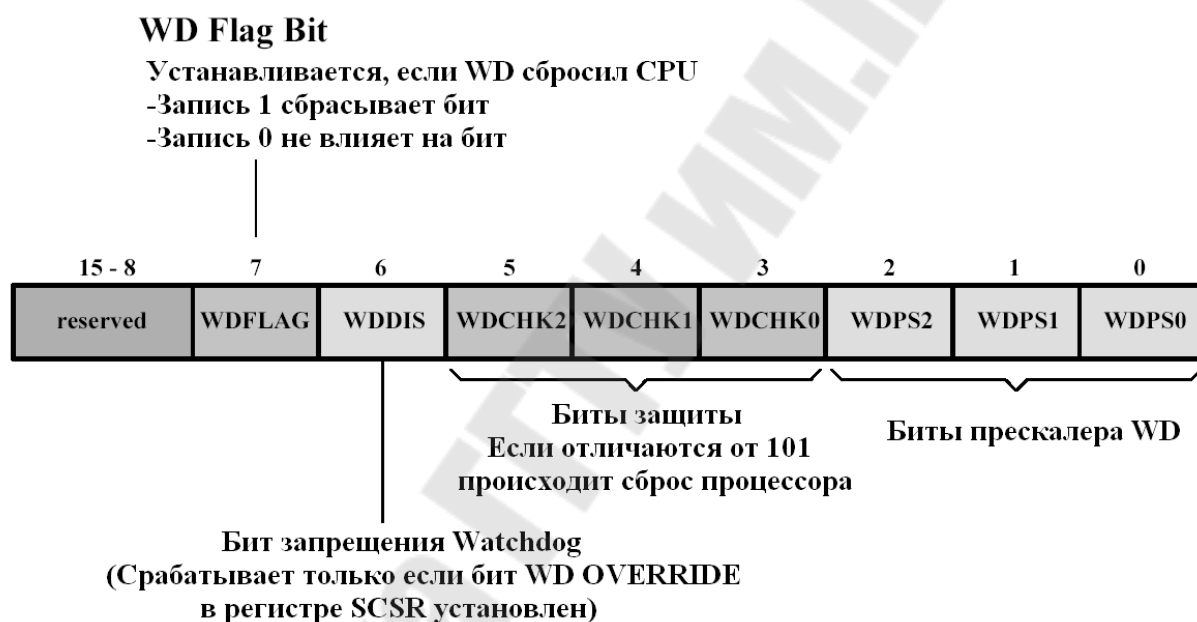 WD Flag Bit
Устанавливается, если WD сбросил CPU
-Запись 1 сбрасывает бит
-Запись 0 не влияет на бит
15 - 8 7 6 5 4 3 2 1 0
reserved WDFLAG WDDIS WDCHK2 WDCHK1 WDCHK0 WDPS2 WDPS1 WDPS0
Биты защиты
Если отличаются от 101
происходит сброс процессора
Биты прескалера WD
Бит запрещения Watchdog
(Срабатывает только если бит WD OVERRIDE
в регистре SCSR установлен)